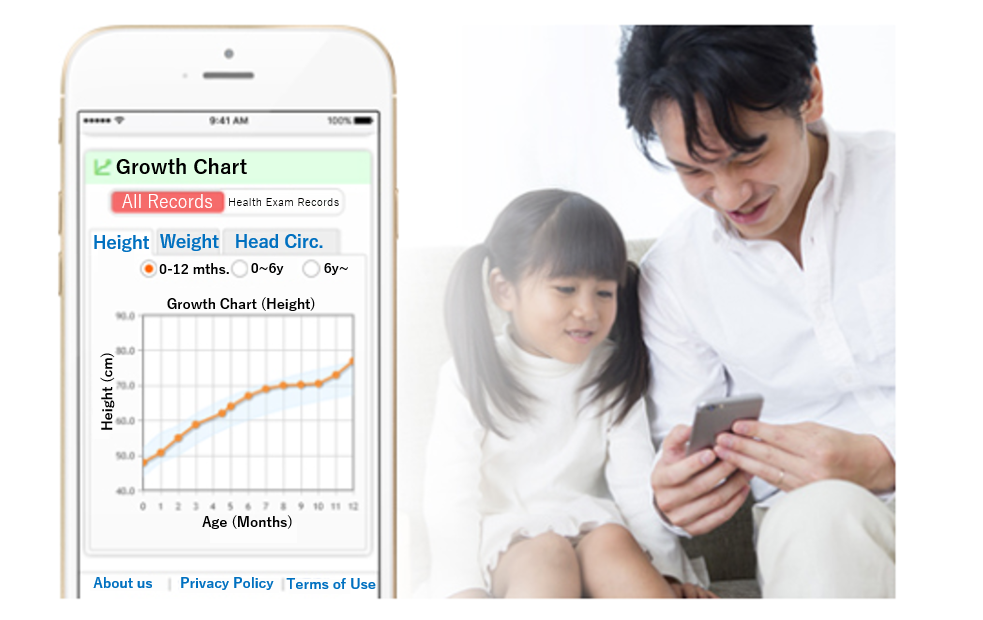 9:41 AM 100%
Growth Chart
All Records Health Exam Records
Height Weight Head Circ.
0-12 mths. 0~6y 6y~
Growth Chart (Height)
90.0
80.0
70.0
60.0
50.0
40.0
Height (cm)
0 1 2 3 4 5 6 7 8 9 10 11 12
Age (Months)
About us | Privacy Policy | Terms of Use